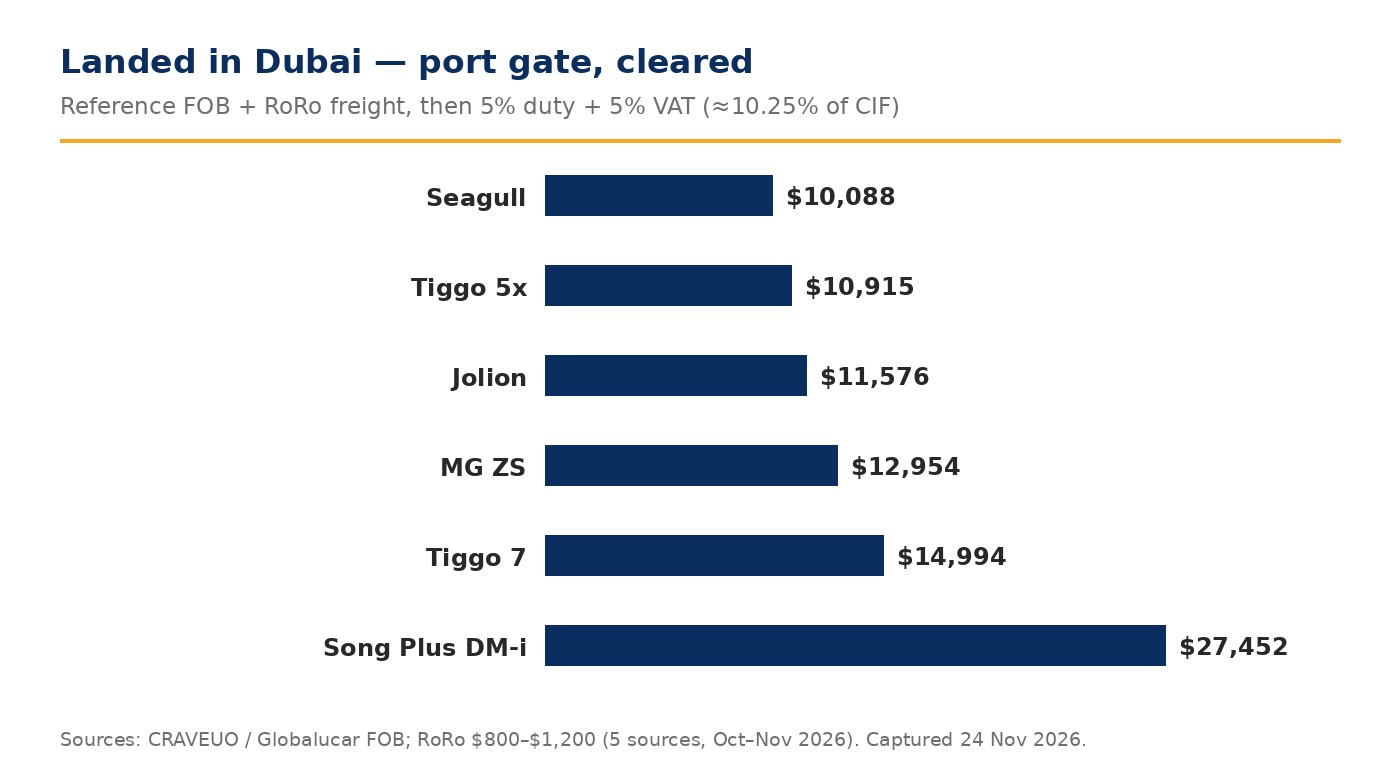 Landed in Dubai — port gate, cleared
Reference FOB + RoRo freight, then 5% duty + 5% VAT (≈10.25% of CIF)
Seagull $10,088
Tiggo 5x $10,915
Jolion $11,576
MG ZS $12,954
Tiggo 7 $14,994
Song Plus DM-i $27,452
Sources: CRAVEUO / Globalucar FOB; RoRo $800–$1,200 (5 sources, Oct–Nov 2026). Captured 24 Nov 2026.